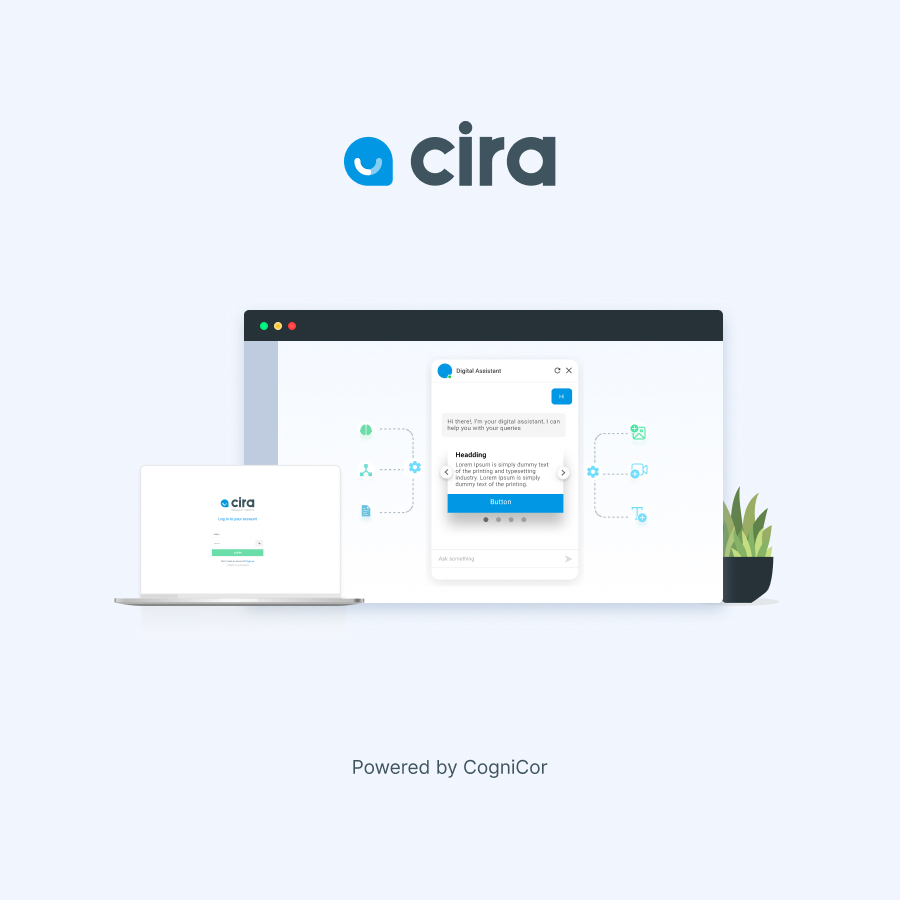 cira
Digital Assistant
Hi
Hi there!, I'm your digital assistant. I can
help you with your queries
Headding
Lorem Ipsum is simply dummy text
of the printing and typesetting
industry. Lorem Ipsum is simply
dummy text of the printing.
Button
Ask something
cira
Log in to your account
Powered by CogniCor